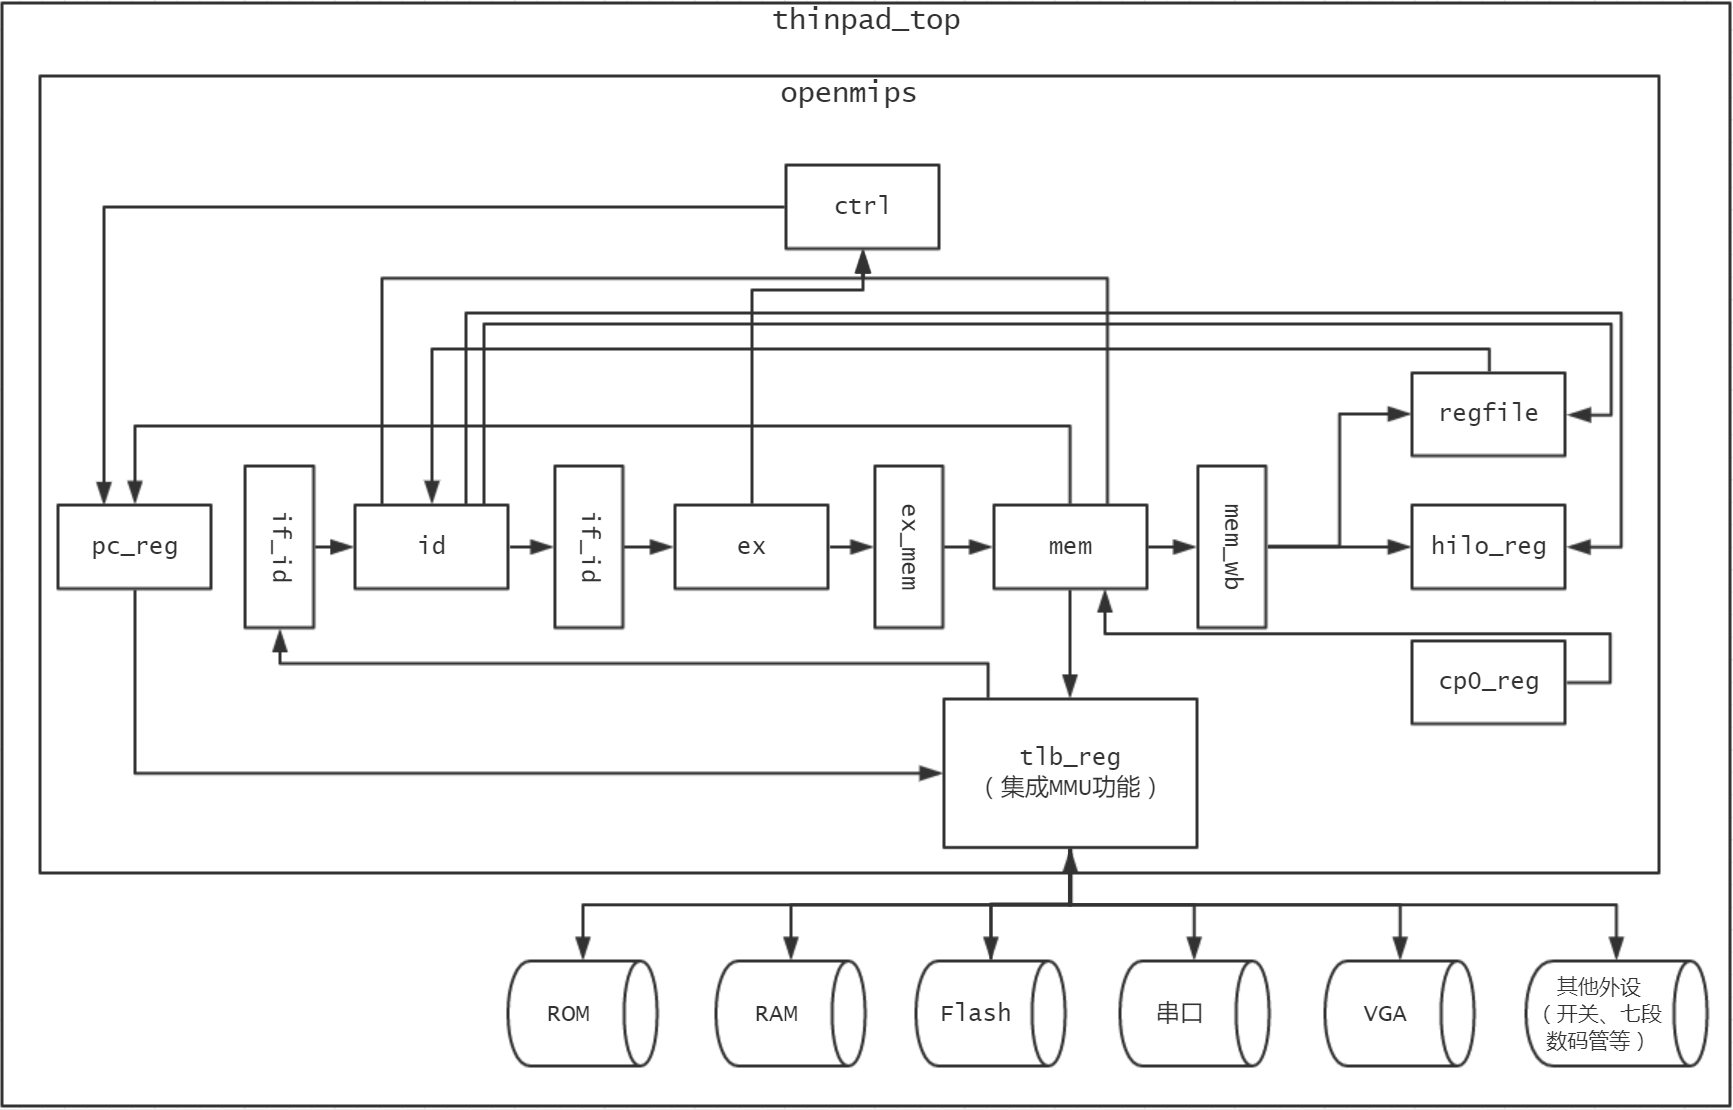 thinpad_top
openmips
ctrl
regfile
pc_reg
if_id
id
if_id
ex
ex_mem
mem
mem_wb
hilo_reg
cp0_reg
tlb_reg
（集成MMU功能）
ROM
RAM
Flash
串口
VGA
其他外设
（开关、七段
数码管等）